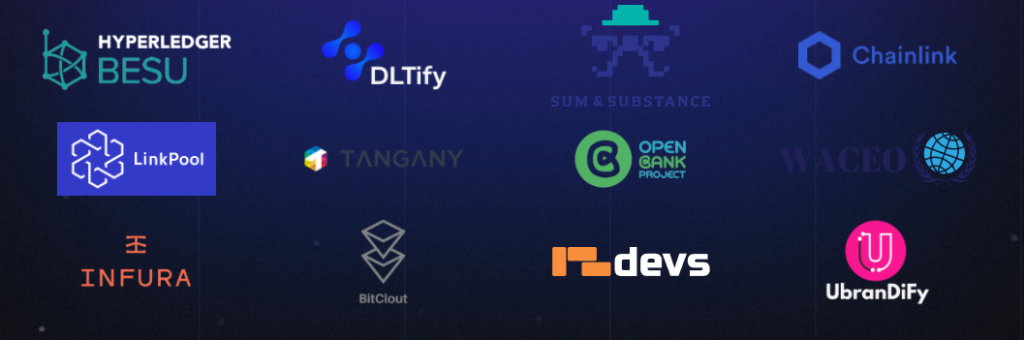 HYPERLEDGER
BESU
DLTify
SUM & SUBSTANCE
Chainlink
LinkPool
TANGANY
OPEN
BANK
PROJECT
WACEO
INFURA
BitClout
devs
UbranDiFy